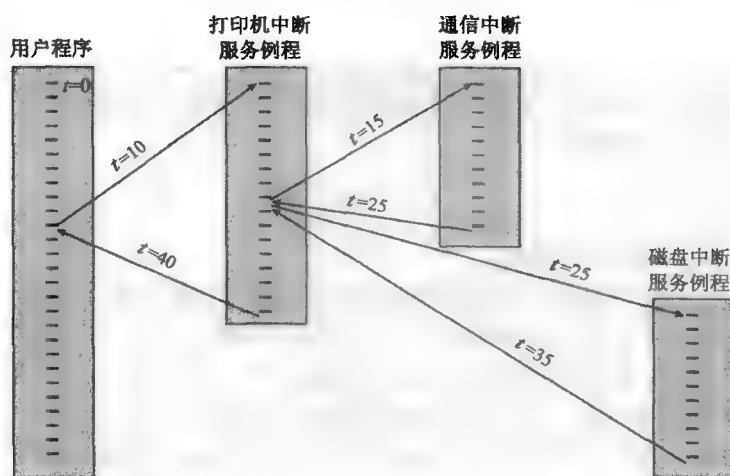 用户程序
打印机中断
服务例程
通信中断
服务例程
t=0
t=10
t=15
t=25
t=40
t=25
磁盘中断
服务例程
t=35